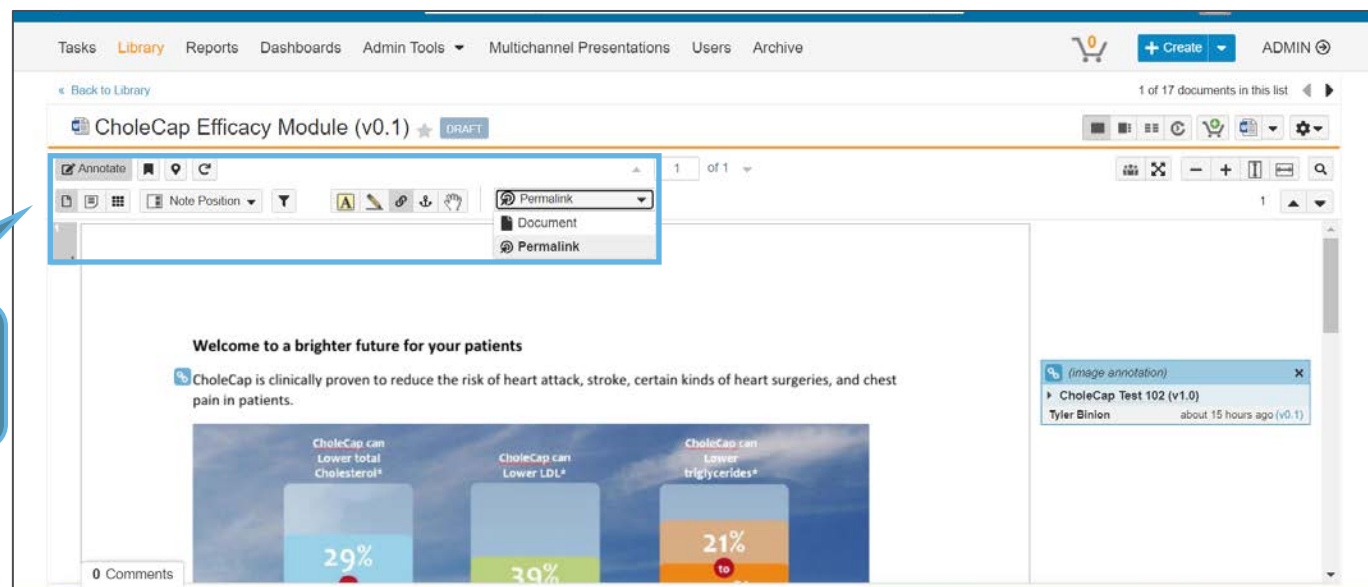 Tasks Library Reports Dashboards Admin Tools Multichannel Presentations Users Archive 0 + Create ADMIN
« Back to Library 1 of 17 documents in this list
CholeCap Efficacy Module (v0.1) DRAFT
Annotate 1 of 1
Note Position Permalink 1
Document
Permalink
1
Welcome to a brighter future for your patients
CholeCap is clinically proven to reduce the risk of heart attack, stroke, certain kinds of heart surgeries, and chest
pain in patients.
(image annotation) x
CholeCap Test 102 (v1.0)
Tyler Binion about 15 hours ago (v0.1)
CholeCap can
Lower total
Cholesterol*
CholeCap can
Lower LDL*
CholeCap can
Lower
triglycerides*
29%
39%
21%
to
0 Comments